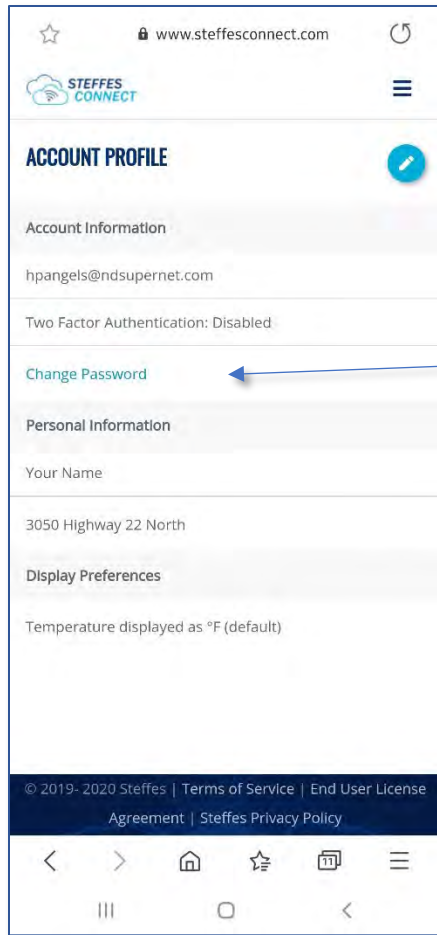 www.steffesconnect.com
STEFFES
CONNECT
ACCOUNT PROFILE
Account Information
hpangels@ndsupernet.com
Two Factor Authentication: Disabled
Change Password
Personal Information
Your Name
3050 Highway 22 North
Display Preferences
Temperature displayed as °F (default)
© 2019- 2020 Steffes | Terms of Service | End User License
Agreement | Steffes Privacy Policy
11